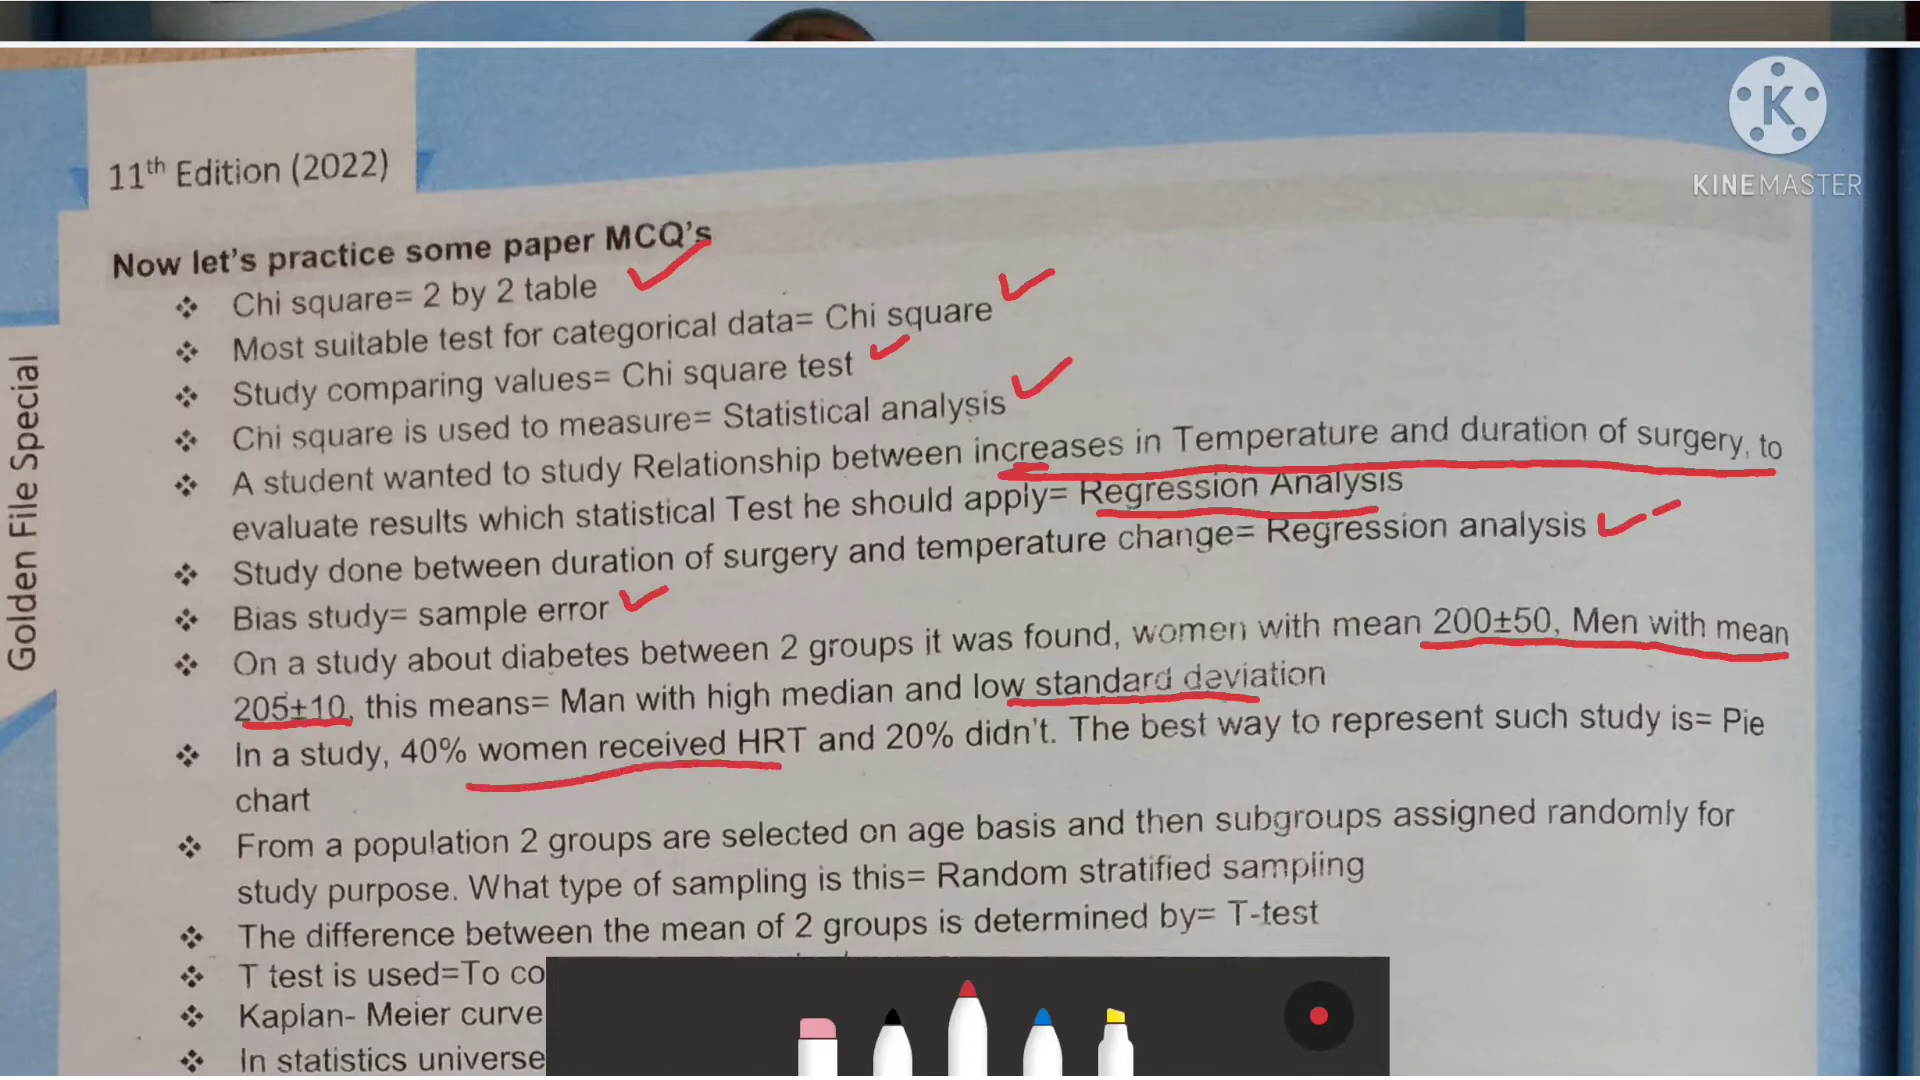 KINEMASTER
11th Edition (2022)
Golden File Special
Now let's practice some paper MCQ's
❖ Chi square= 2 by 2 table
❖ Most suitable test for categorical data= Chi square
❖ Study comparing values= Chi square test
❖ Chi square is used to measure= Statistical analysis
❖ A student wanted to study Relationship between increases in Temperature and duration of surgery, to
evaluate results which statistical Test he should apply= Regression Analysis
❖ Study done between duration of surgery and temperature change= Regression analysis
❖ Bias study= sample error
❖ On a study about diabetes between 2 groups it was found, women with mean 200±50, Men with mean
205±10, this means= Man with high median and low standard deviation
❖ In a study, 40% women received HRT and 20% didn't. The best way to represent such study is= Pie
chart
❖ From a population 2 groups are selected on age basis and then subgroups assigned randomly for
study purpose. What type of sampling is this= Random stratified sampling
❖ The difference between the mean of 2 groups is determined by= T-test
❖ T test is used=To co
❖ Kaplan- Meier curve
❖ In statistics universe